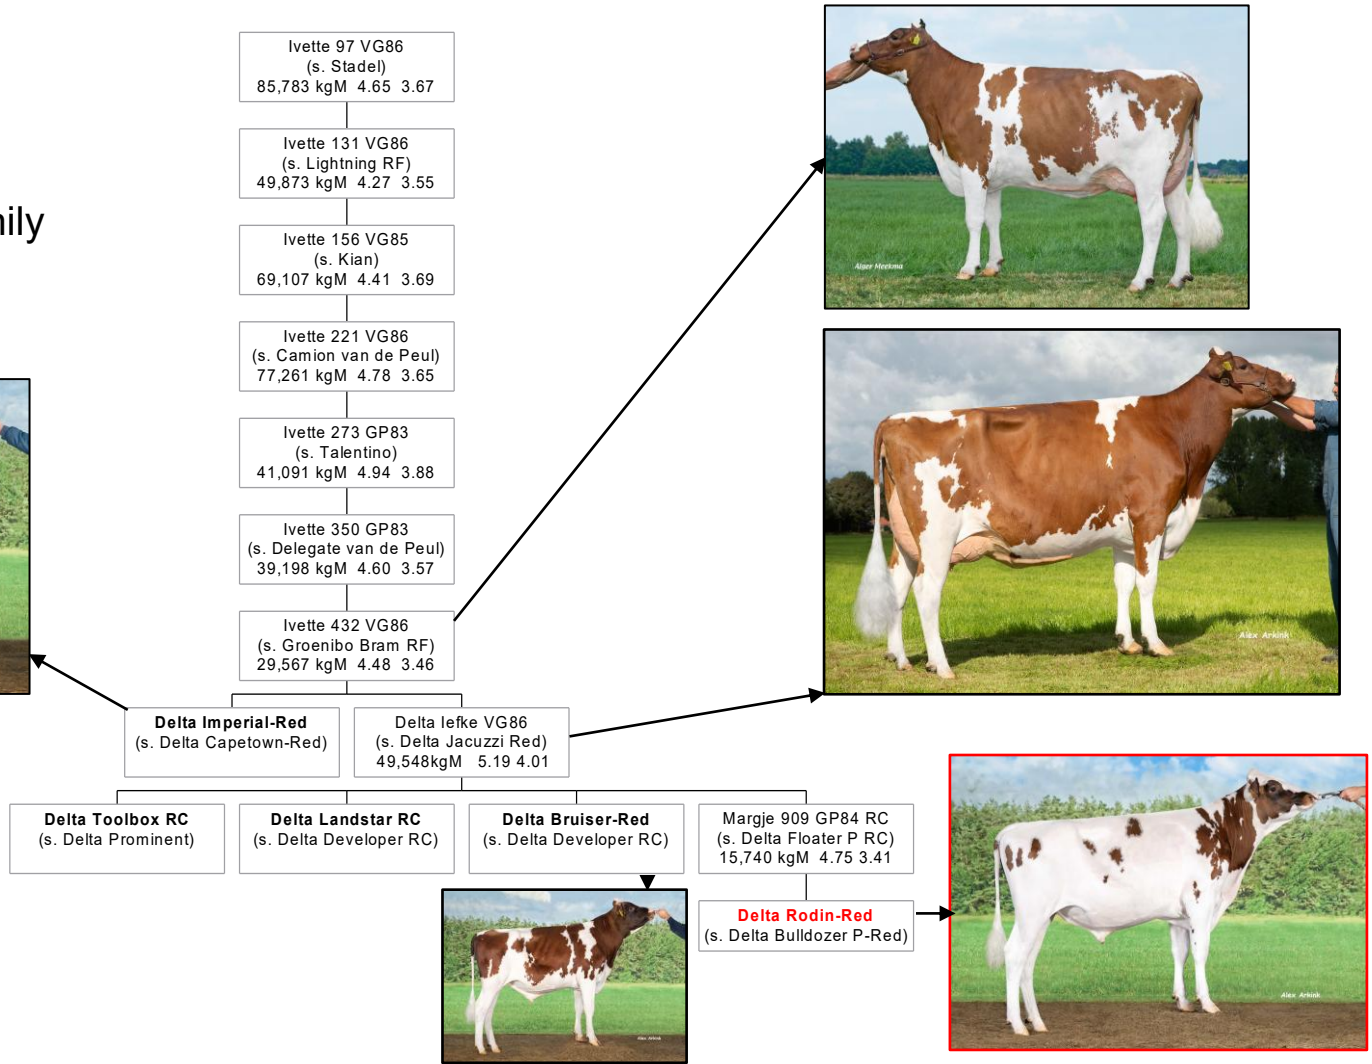 Ivette 97 VG86
(s. Stadel)
85,783 kgM 4.65 3.67
Ivette 131 VG86
(s. Lightning RF)
49,873 kgM 4.27 3.55
ily
Ivette 156 VG85
(s. Kian)
69,107 kgM 4.41 3.69
Ivette 221 VG86
(s. Camion van de Peul)
77,261 kgM 4.78 3.65
Ivette 273 GP83
(s. Talentino)
41,091 kgM 4.94 3.88
Ivette 350 GP83
(s. Delegate van de Peul)
39,198 kgM 4.60 3.57
Ivette 432 VG86
(s. Groenibo Bram RF)
29,567 kgM 4.48 3.46
Delta Imperial-Red
(s. Delta Capetown-Red)
Delta Iefke VG86
(s. Delta Jacuzzi Red)
49,548kgM 5.19 4.01
Delta Toolbox RC
(s. Delta Prominent)
Delta Landstar RC
(s. Delta Developer RC)
Delta Bruiser-Red
(s. Delta Developer RC)
Margje 909 GP84 RC
(s. Delta Floater P RC)
15,740 kgM 4.75 3.41
Delta Rodin-Red
(s. Delta Bulldozer P-Red)
Alger Meekma
Alex Arkink
Alex Arkink
Alex Arkink